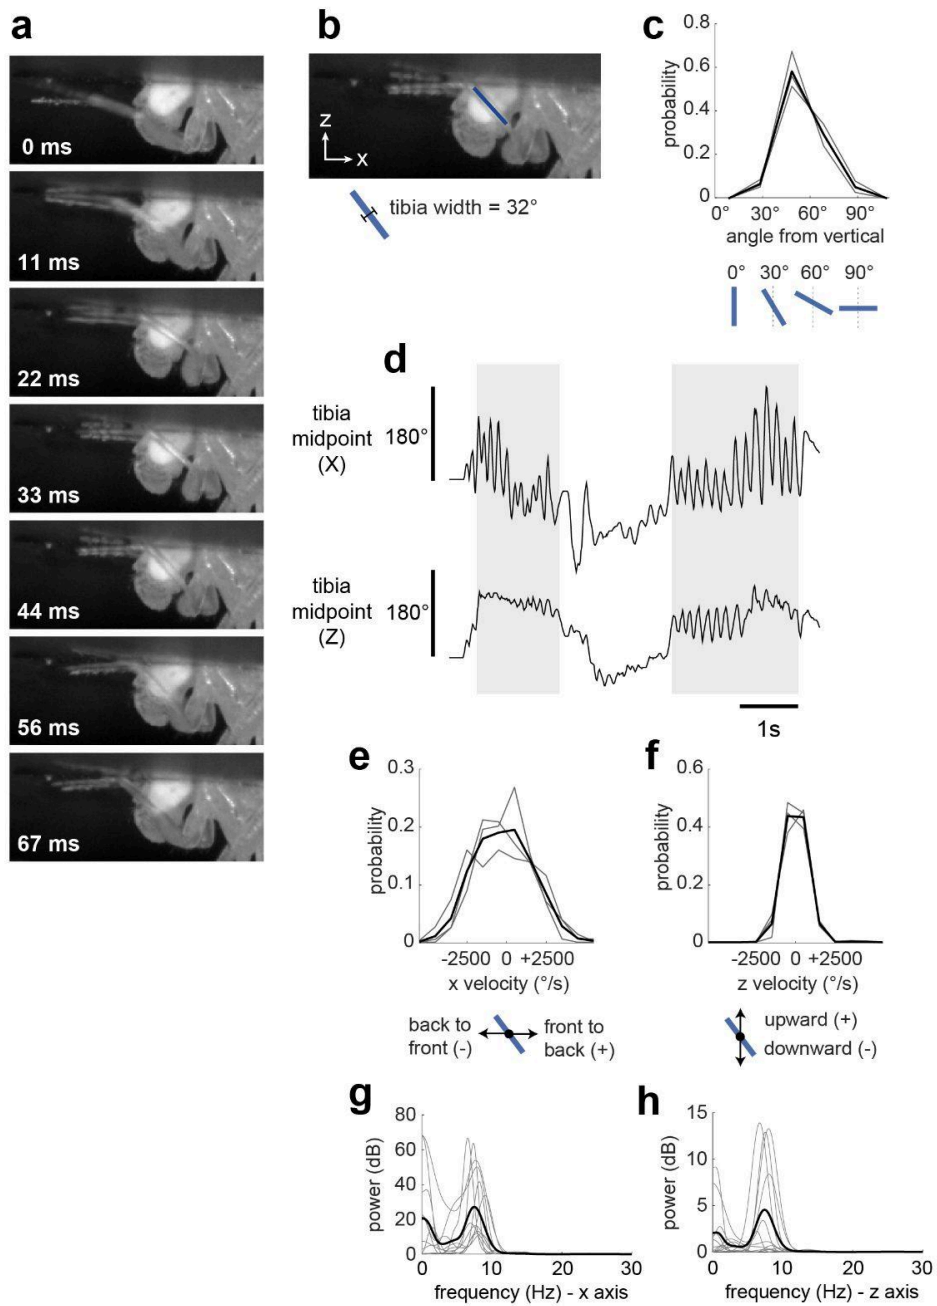 a
0 ms
11 ms
22 ms
33 ms
44 ms
56 ms
67 ms
b
z
x
tibia width = 32°
c
probability
0.8
0.6
0.4
0.2
0
0° 30° 60° 90°
angle from vertical
0° 30° 60° 90°
d
tibia
midpoint
(X)
180°
tibia
midpoint
(Z)
180°
1s
e
probability
0.3
0.2
0.1
0
-2500 0 +2500
x velocity (°/s)
back to
front (-)
front to
back (+)
f
probability
0.6
0.4
0.2
0
-2500 0 +2500
z velocity (°/s)
upward (+)
downward (-)
g
power (dB)
80
60
40
20
0
0 10 20 30
frequency (Hz) - x axis
h
power (dB)
15
10
5
0
0 10 20 30
frequency (Hz) - z axis